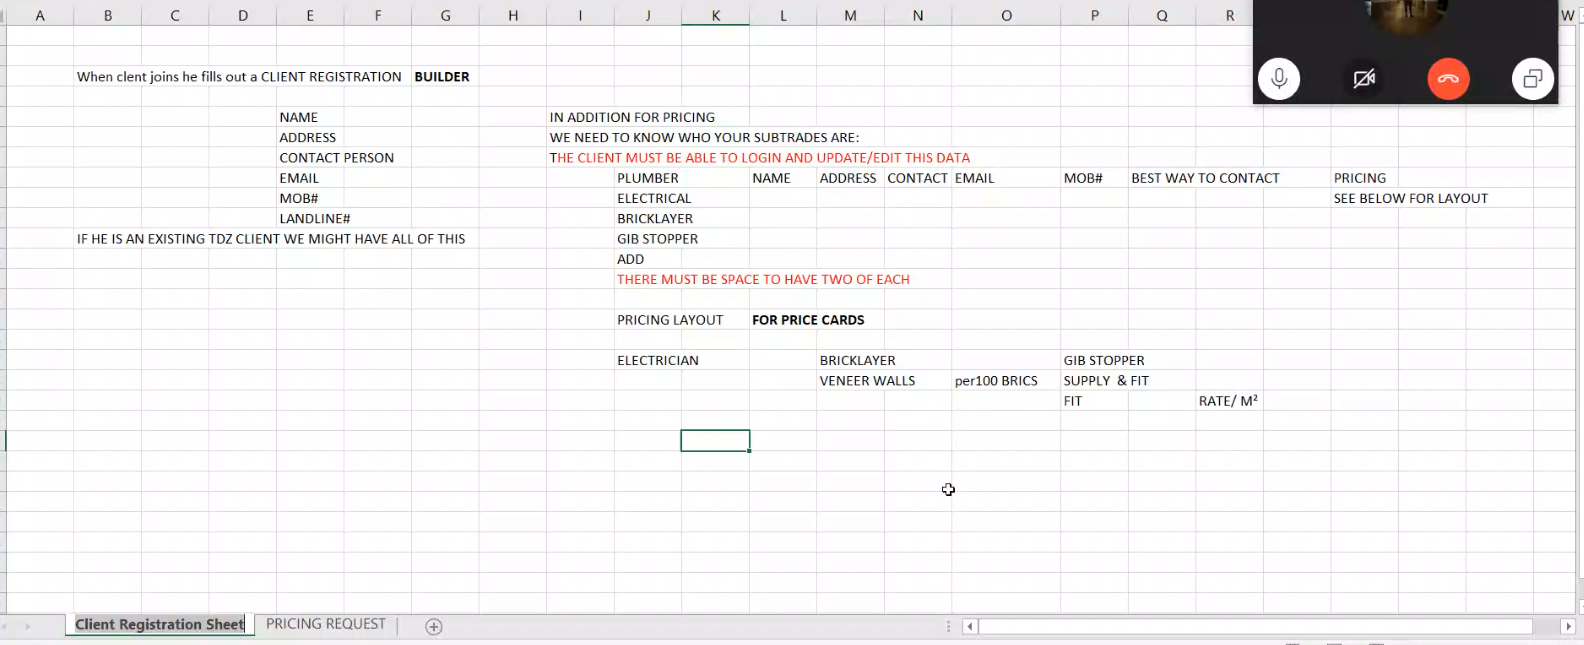 A B C D E F G H I J K L M N O P Q R W
When clent joins he fills out a CLIENT REGISTRATION BUILDER
NAME IN ADDITION FOR PRICING
ADDRESS WE NEED TO KNOW WHO YOUR SUBTRADES ARE:
CONTACT PERSON THE CLIENT MUST BE ABLE TO LOGIN AND UPDATE/EDIT THIS DATA
EMAIL PLUMBER NAME ADDRESS CONTACT EMAIL MOB# BEST WAY TO CONTACT PRICING
MOB# ELECTRICAL SEE BELOW FOR LAYOUT
LANDLINE# BRICKLAYER
IF HE IS AN EXISTING TDZ CLIENT WE MIGHT HAVE ALL OF THIS GIB STOPPER
ADD
THERE MUST BE SPACE TO HAVE TWO OF EACH
PRICING LAYOUT FOR PRICE CARDS
ELECTRICIAN BRICKLAYER GIB STOPPER
VENEER WALLS per100 BRICS SUPPLY & FIT
FIT RATE/ M²
Client Registration Sheet PRICING REQUEST